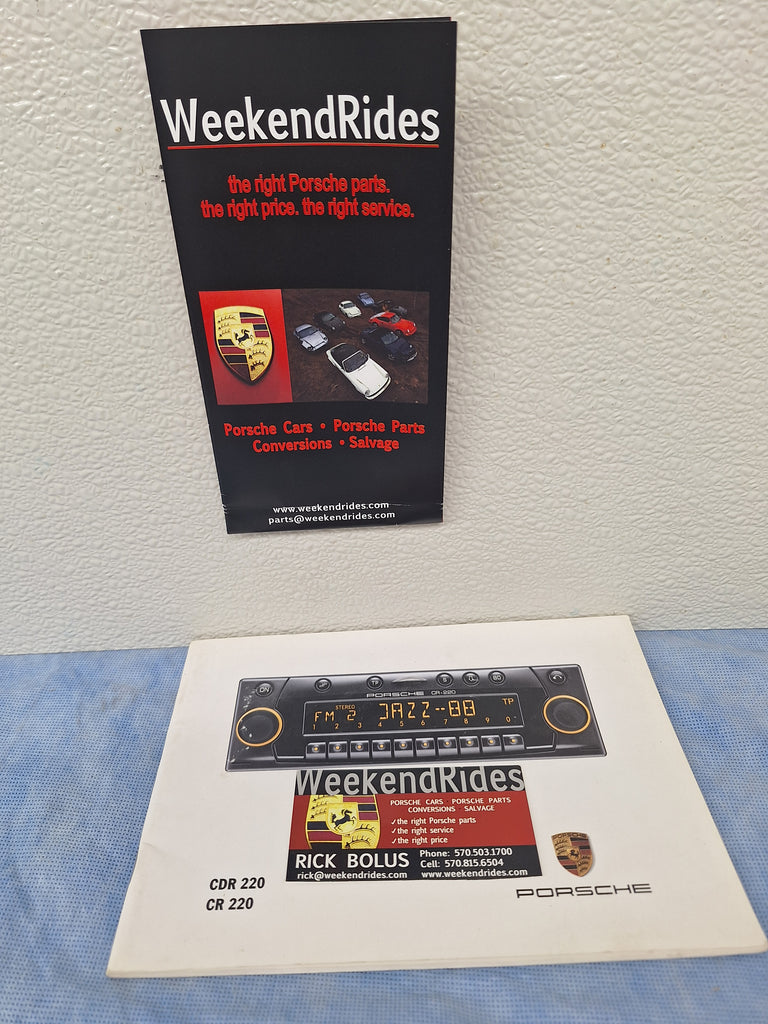 WeekendRides
the right Porsche parts.
the right price. the right service.
Porsche Cars • Porsche Parts
Conversions • Salvage
www.weekendrides.com
parts@weekendrides.com
ON
TP
PORSCHE CR-220
FM 2 STEREO JAZZ--88 TP
1 2 3 4 5 6 7 8 9 0
WeekendRides
PORSCHE CARS PORSCHE PARTS
CONVERSIONS SALVAGE
✓the right Porsche parts
✓the right service
✓the right price
RICK BOLUS
Phone: 570.503.1700
Cell: 570.815.6504
rick@weekendrides.com www.weekendrides.com
CDR 220
CR 220
PORSCHE